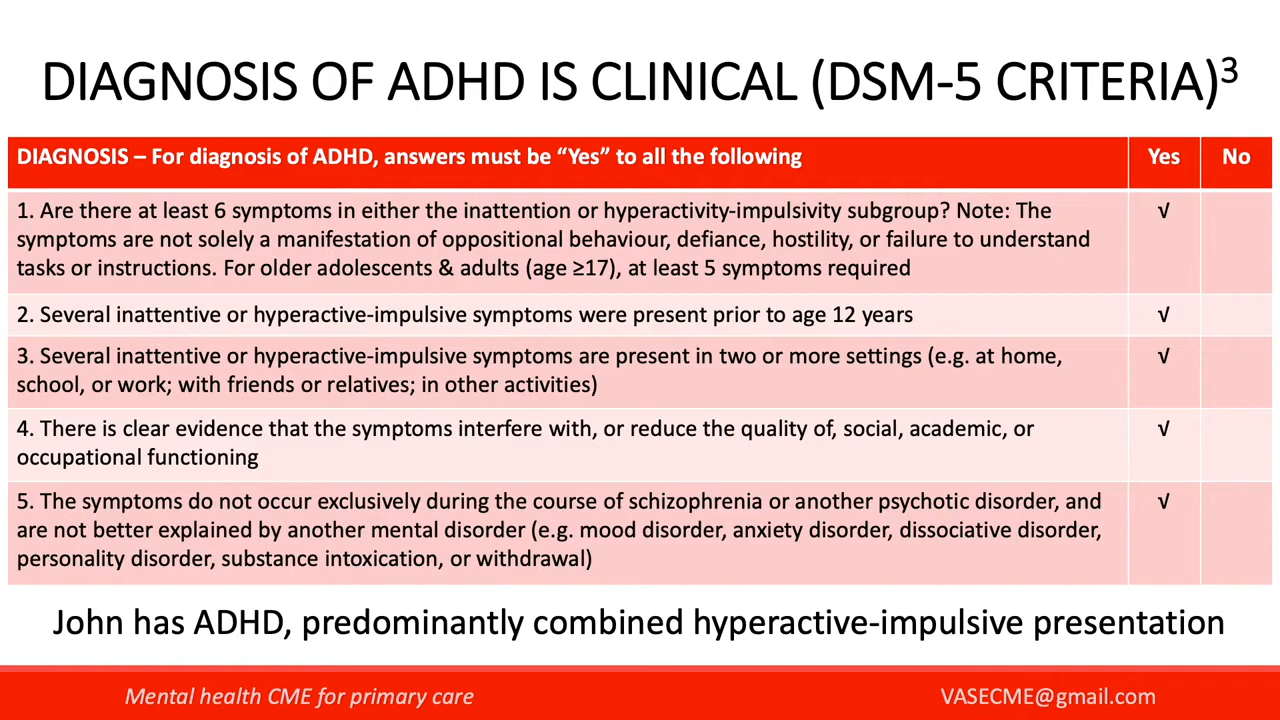 DIAGNOSIS OF ADHD IS CLINICAL (DSM-5 CRITERIA)3
DIAGNOSIS – For diagnosis of ADHD, answers must be “Yes” to all the following Yes No
1. Are there at least 6 symptoms in either the inattention or hyperactivity-impulsivity subgroup? Note: The √
symptoms are not solely a manifestation of oppositional behaviour, defiance, hostility, or failure to understand
tasks or instructions. For older adolescents & adults (age ≥17), at least 5 symptoms required
2. Several inattentive or hyperactive-impulsive symptoms were present prior to age 12 years √
3. Several inattentive or hyperactive-impulsive symptoms are present in two or more settings (e.g. at home, √
school, or work; with friends or relatives; in other activities)
4. There is clear evidence that the symptoms interfere with, or reduce the quality of, social, academic, or √
occupational functioning
5. The symptoms do not occur exclusively during the course of schizophrenia or another psychotic disorder, and √
are not better explained by another mental disorder (e.g. mood disorder, anxiety disorder, dissociative disorder,
personality disorder, substance intoxication, or withdrawal)
John has ADHD, predominantly combined hyperactive-impulsive presentation
Mental health CME for primary care VASECME@gmail.com